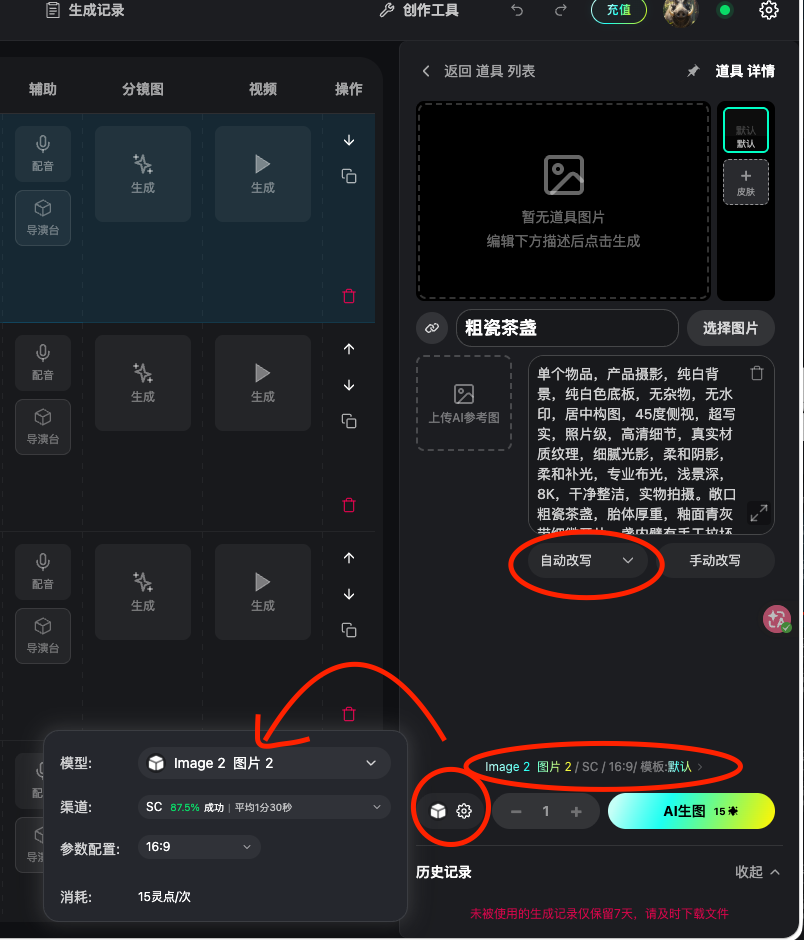 生成记录
创作工具
充值
辅助
分镜图
视频
操作
配音
生成
生成
导演台
配音
生成
生成
导演台
配音
生成
生成
导演台
返回 道具 列表
道具 详情
暂无道具图片
编辑下方描述后点击生成
默认
默认
皮肤
粗瓷茶盏
选择图片
上传AI参考图
单个物品，产品摄影，纯白背
景，纯白色底板，无杂物，无水
印，居中构图，45度侧视，超写
实，照片级，高清细节，真实材
质纹理，细腻光影，柔和阴影，
柔和补光，专业布光，浅景深，
8K，干净整洁，实物拍摄。敞口
粗瓷茶盏，胎体厚重，釉面青灰
自动改写
手动改写
Image 2 图片 2 / SC / 16:9/ 模板:默认
1
AI生图 15
历史记录
收起
未被使用的生成记录仅保留7天，请及时下载文件
模型:
Image 2 图片 2
渠道:
SC 87.5% 成功 | 平均1分30秒
参数配置:
16:9
消耗:
15灵点/次